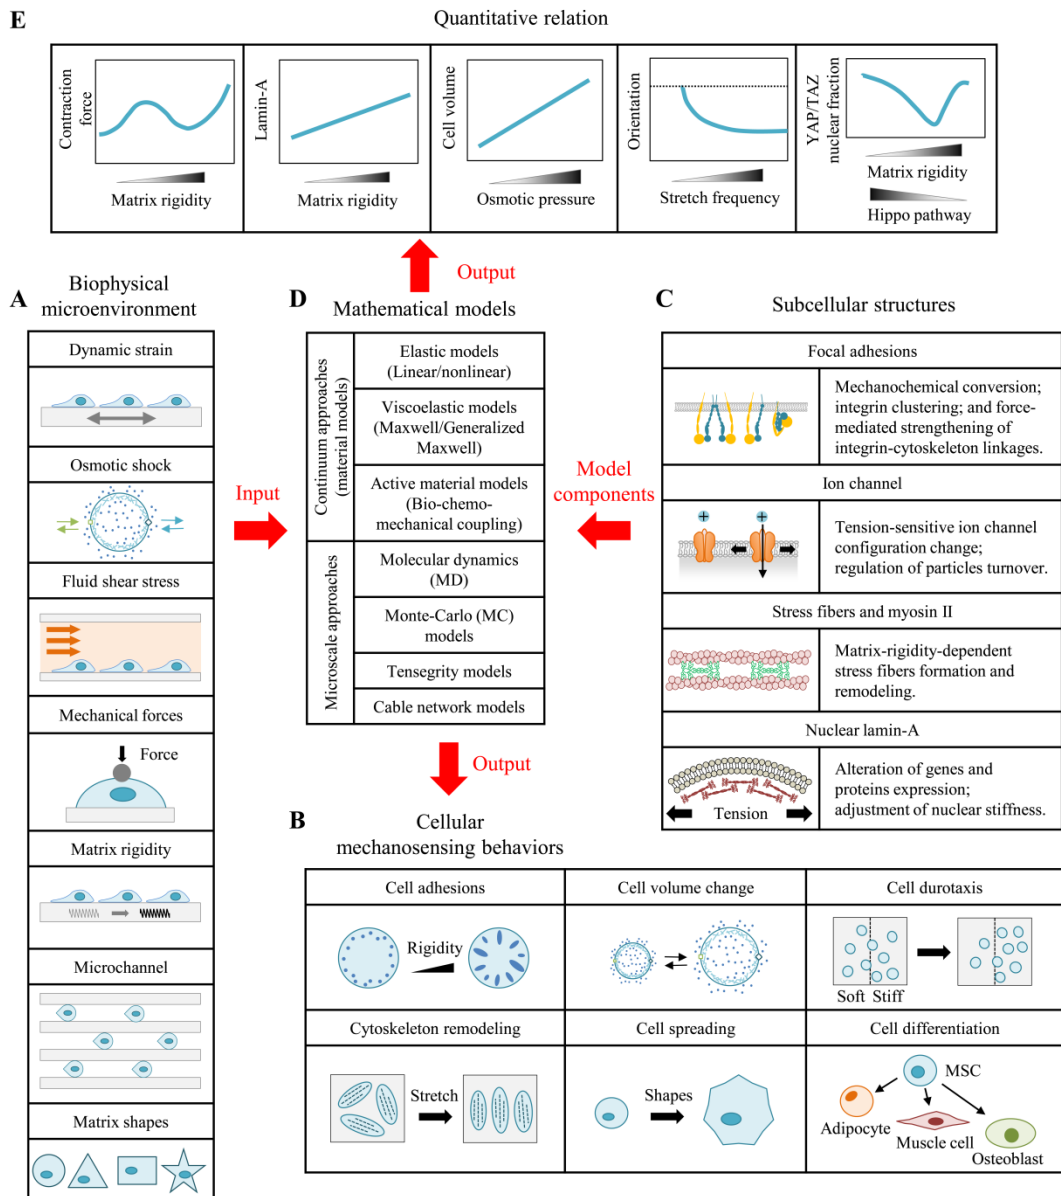 E
Quantitative relation
Contraction
force
Matrix rigidity
Lamin-A
Matrix rigidity
Cell volume
Osmotic pressure
Orientation
Stretch frequency
YAP/TAZ
nuclear fraction
Matrix rigidity
Hippo pathway
Output
A
Biophysical
microenvironment
Dynamic strain
Osmotic shock
Fluid shear stress
Mechanical forces
Force
Matrix rigidity
Microchannel
Matrix shapes
Input
D
Mathematical models
Continuum approaches
(material models)
Elastic models
(Linear/nonlinear)
Viscoelastic models
(Maxwell/Generalized
Maxwell)
Active material models
(Bio-chemo-
mechanical coupling)
Microscale approaches
Molecular dynamics
(MD)
Monte-Carlo (MC)
models
Tensegrity models
Cable network models
Model
components
C
Subcellular structures
Focal adhesions
Mechanochemical conversion;
integrin clustering; and force-
mediated strengthening of
integrin-cytoskeleton linkages.
Ion channel
+
+
Tension-sensitive ion channel
configuration change;
regulation of particles turnover.
Stress fibers and myosin II
Matrix-rigidity-dependent
stress fibers formation and
remodeling.
Nuclear lamin-A
Tension
Alteration of genes and
proteins expression;
adjustment of nuclear stiffness.
Output
B
Cellular
mechanosensing behaviors
Cell adhesions
Rigidity
Cell volume change
Cell durotaxis
Soft Stiff
Cytoskeleton remodeling
Stretch
Cell spreading
Shapes
Cell differentiation
MSC
Adipocyte
Muscle cell
Osteoblast